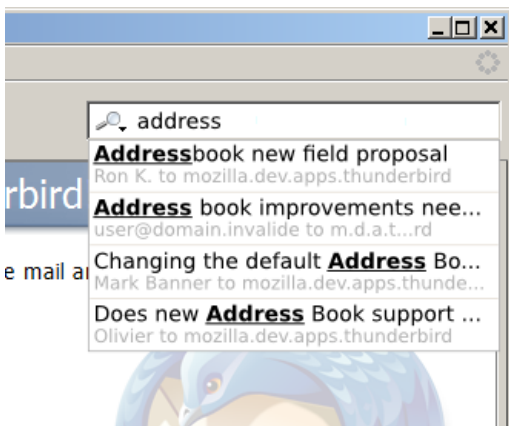 address
Addressbook new field proposal
Ron K. to mozilla.dev.apps.thunderbird
rbird
Address book improvements nee...
user@domain.invalide to m.d.a.t...rd
e mail a
Changing the default Address Bo...
Mark Banner to mozilla.dev.apps.thunde...
Does new Address Book support ...
Olivier to mozilla.dev.apps.thunderbird